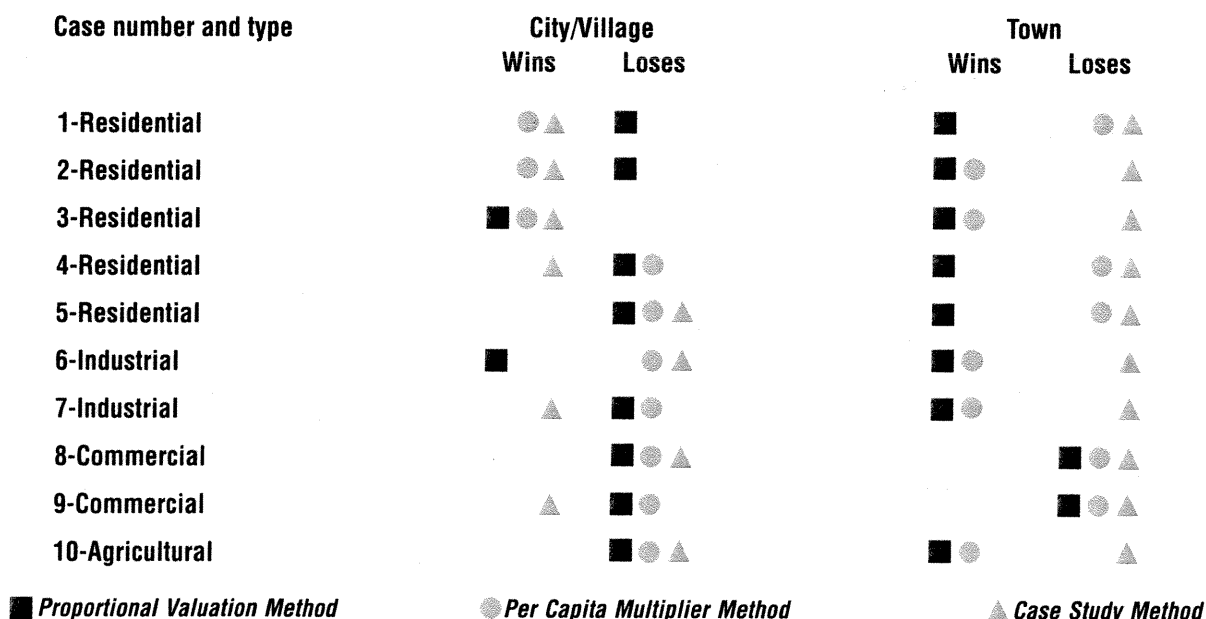 Case number and type City/Village Town
Wins Loses Wins Loses
1-Residential
2-Residential
3-Residential
4-Residential
5-Residential
6-Industrial
7-Industrial
8-Commercial
9-Commercial
10-Agricultural
Proportional Valuation Method Per Capita Multiplier Method Case Study Method